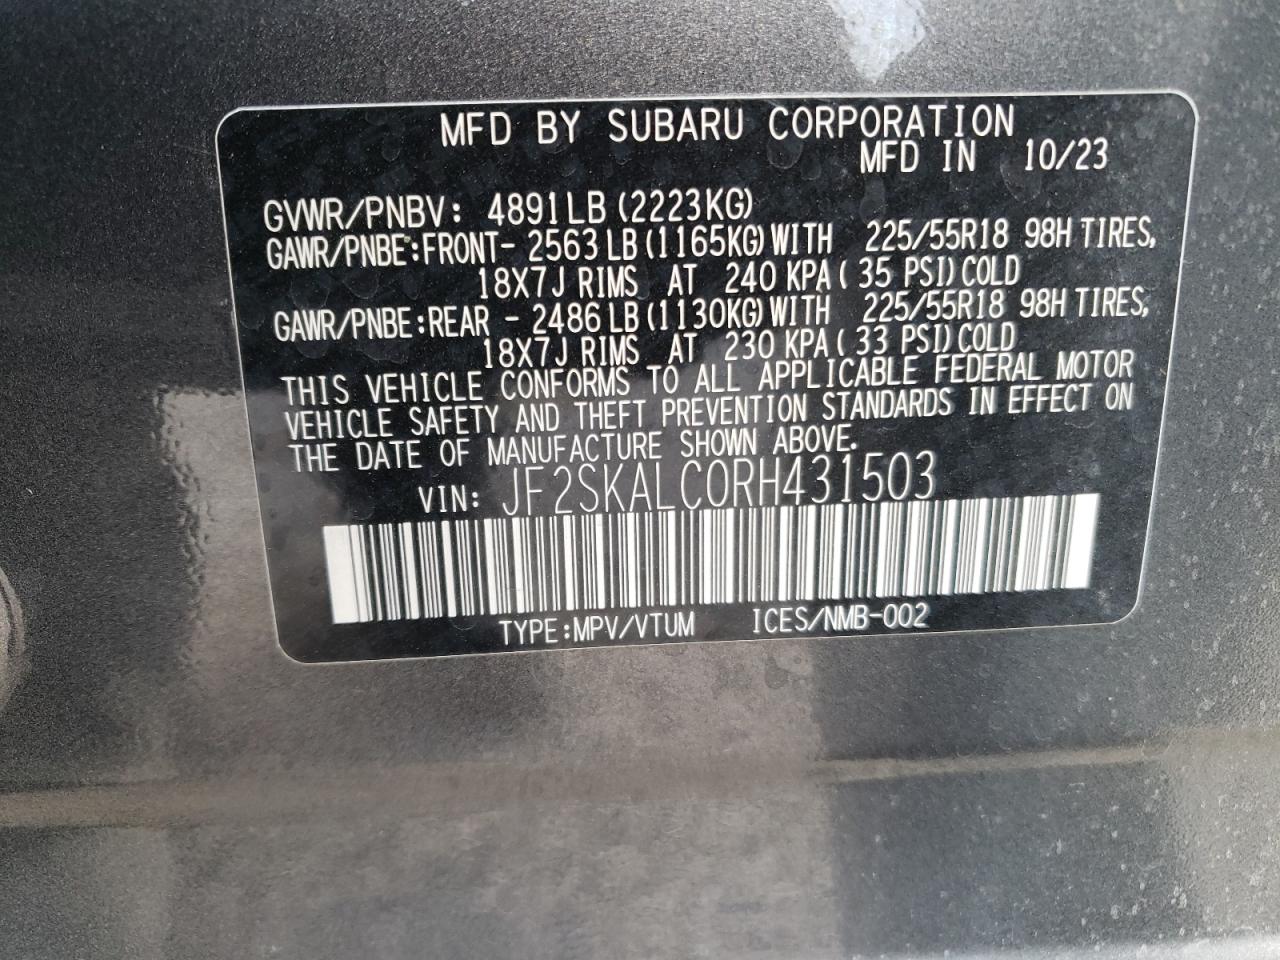 MFD BY SUBARU CORPORATION
MFD IN 10/23
GVWR/PNBV: 4891LB (2223KG)
GAWR/PNBE:FRONT- 2563 LB (1165KG) WITH 225/55R18 98H TIRES,
18X7J RIMS AT 240 KPA ( 35 PSI) COLD
GAWR/PNBE:REAR - 2486 LB (1130KG) WITH 225/55R18 98H TIRES,
18X7J RIMS AT 230 KPA ( 33 PSI) COLD
THIS VEHICLE CONFORMS TO ALL APPLICABLE FEDERAL MOTOR
VEHICLE SAFETY AND THEFT PREVENTION STANDARDS IN EFFECT ON
THE DATE OF MANUFACTURE SHOWN ABOVE.
VIN: JF2SKALC0RH431503
TYPE:MPV/VTUM ICES/NMB-002